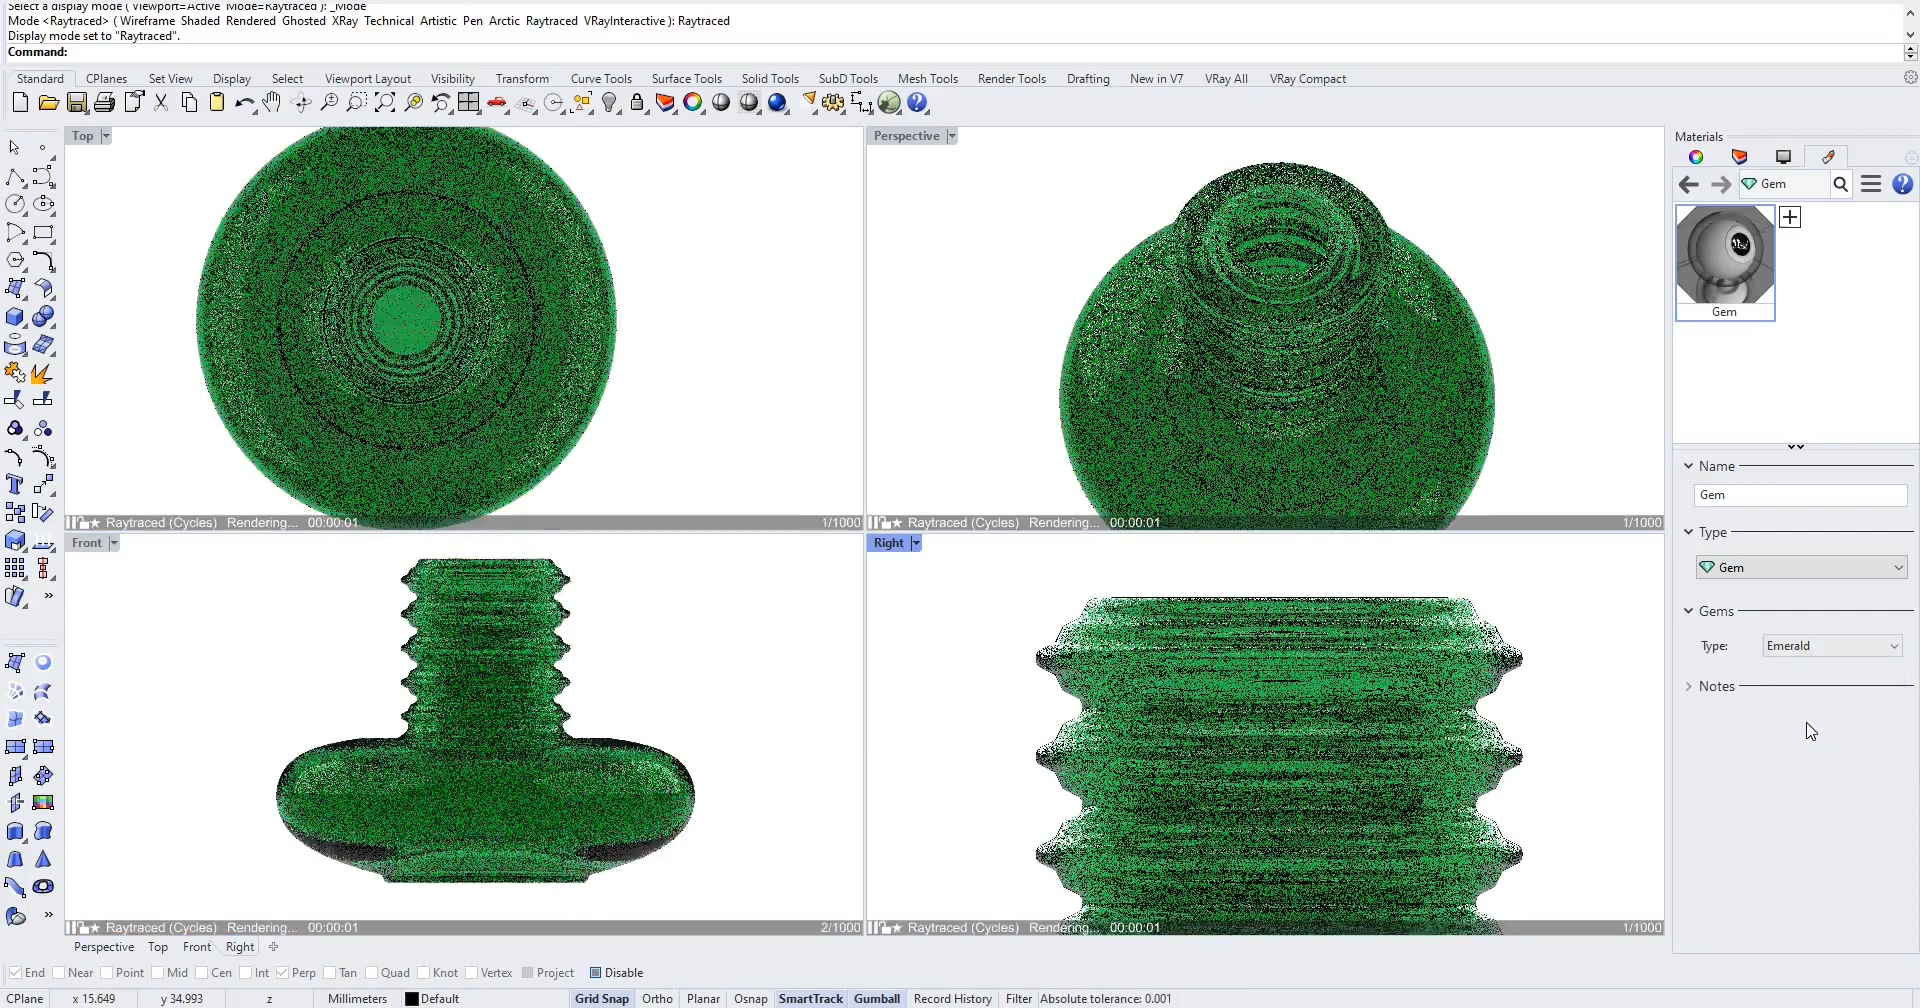 Select a display mode ( Viewport=Active Mode=Raytraced ): _Mode
Mode <Raytraced> ( Wireframe Shaded Rendered Ghosted XRay Technical Artistic Pen Arctic Raytraced VRayInteractive ): Raytraced
Display mode set to "Raytraced".
Command:
Standard CPlanes Set View Display Select Viewport Layout Visibility Transform Curve Tools Surface Tools Solid Tools SubD Tools Mesh Tools Render Tools Drafting New in V7 VRay All VRay Compact
Top
Perspective
Materials
Gem
Gem
Name
Gem
Type
Gem
Gems
Type: Emerald
Notes
Raytraced (Cycles) Rendering... 00:00:01 1/1000
Raytraced (Cycles) Rendering... 00:00:01 1/1000
Front
Right
Raytraced (Cycles) Rendering... 00:00:01 2/1000
Raytraced (Cycles) Rendering... 00:00:01 1/1000
Perspective Top Front Right
End Near Point Mid Cen Int Perp Tan Quad Knot Vertex Project Disable
CPlane x 15.649 y 34.993 z Millimeters Default Grid Snap Ortho Planar Osnap SmartTrack Gumball Record History Filter Absolute tolerance: 0.001